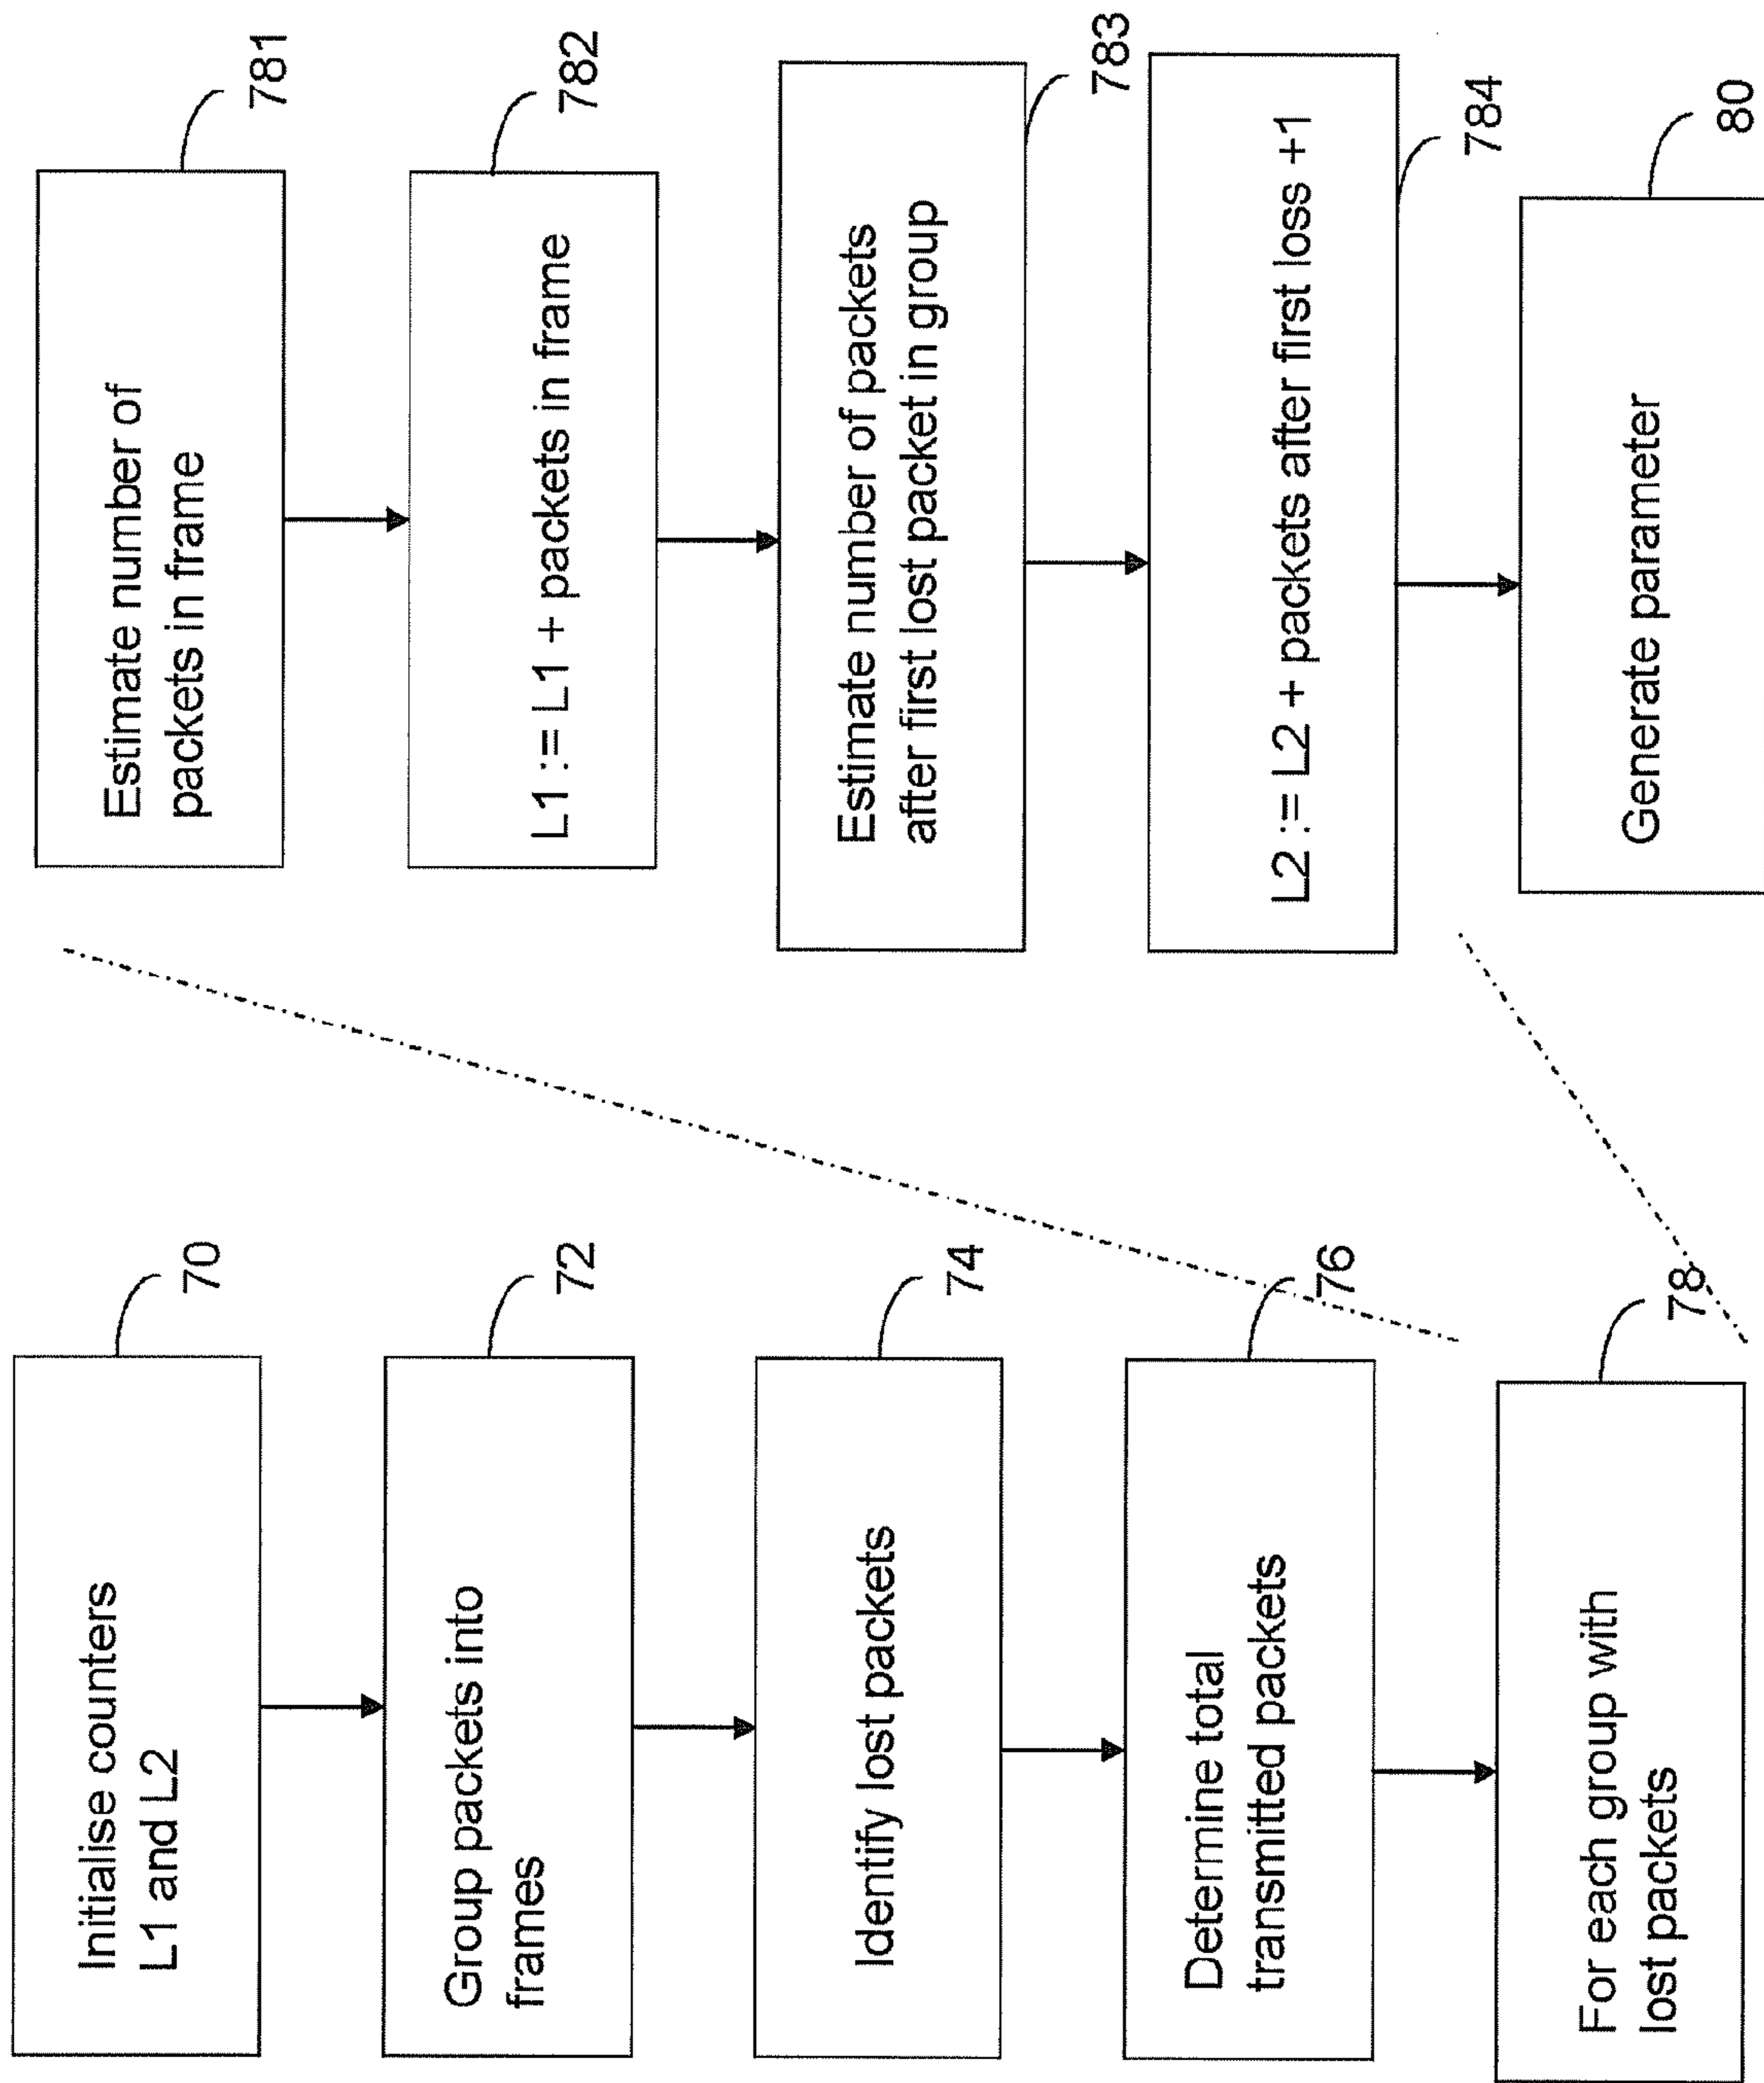 Initialise counters
L1 and L2
70
Group packets into
frames
72
Identify lost packets
74
Determine total
transmitted packets
76
For each group with
lost packets
78
Estimate number of
packets in frame
781
L1 := L1 + packets in frame
782
Estimate number of packets
after first lost packet in group
783
L2 := L2 + packets after first loss +1
784
Generate parameter
80